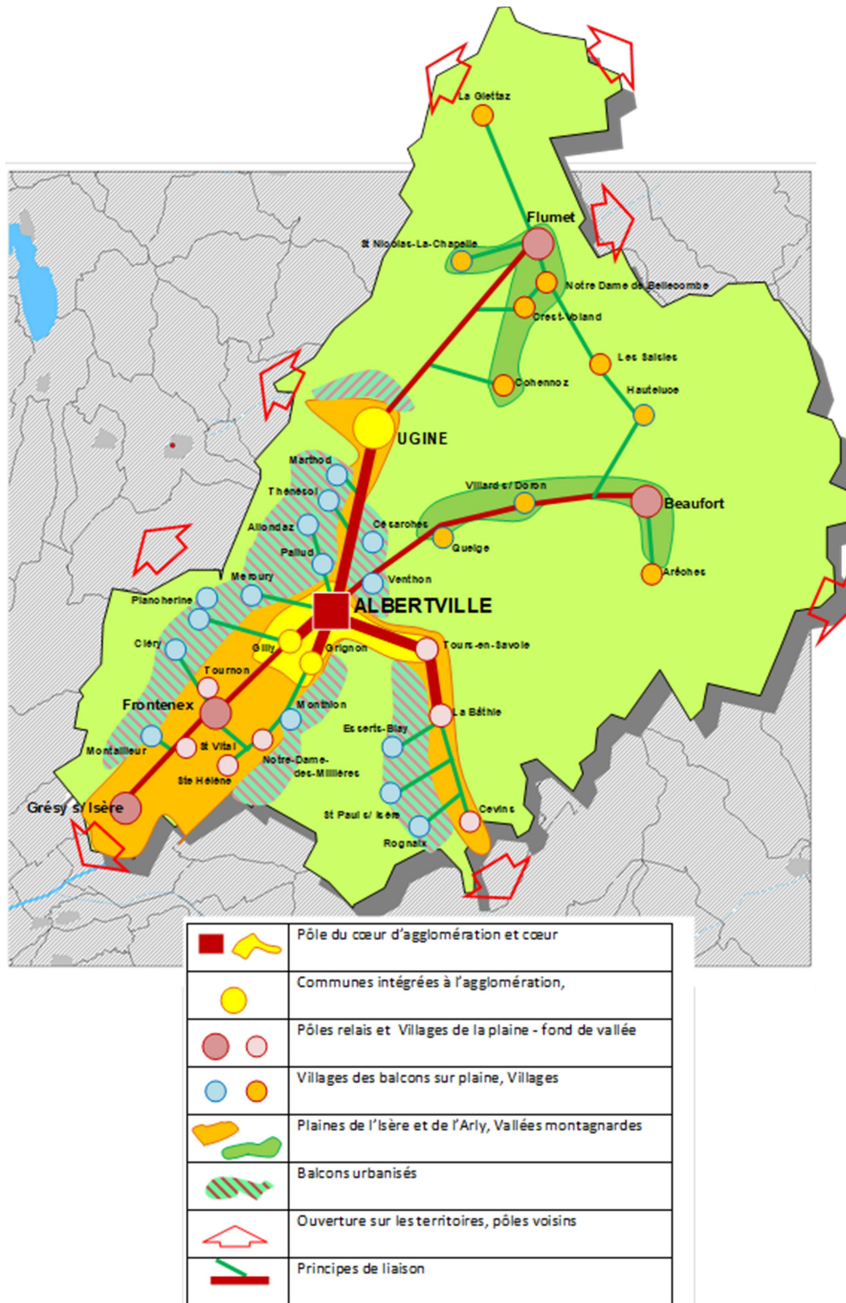 La Giettaz
Flumet
St Nicolas-La-Chapelle
Notre Dame de Bellecombe
Crest-Voland
Les Saisies
Cohennoz
Hauteluce
UGINE
Marthod
Villard s/ Doron
Thénésol
Beaufort
Allondaz
Césarches
Pallud
Queige
Venthon
Arêches
Mercury
Plancherine
ALBERTVILLE
Cléry
Gilly
Grignon
Tours-en-Savoie
Tournon
Frontenex
Monthion
La Bâthie
Esserts-Blay
Montailleur
St Vital
Notre-Dame-
des-Millières
Ste Hélène
Grésy s/ Isère
St Paul s/ Isère
Cevins
Rognaix
Pôle du cœur d'agglomération et cœur
Communes intégrées à l'agglomération,
Pôles relais et Villages de la plaine - fond de vallée
Villages des balcons sur plaine, Villages
Plaines de l'Isère et de l'Arly, Vallées montagnardes
Balcons urbanisés
Ouverture sur les territoires, pôles voisins
Principes de liaison